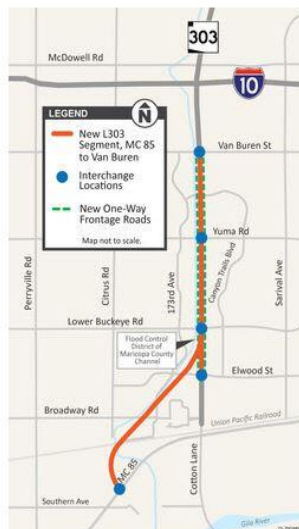 303
McDowell Rd
10
LEGEND
N
New L303
Segment, MC 85
to Van Buren
Interchange
Locations
New One-Way
Frontage Roads
Map not to scale.
Van Buren St
Perryville Rd
Citrus Rd
173rd Ave
Yuma Rd
Canyon Trails Blvd
Sarival Ave
Lower Buckeye Rd
Flood Control
District of
Maricopa County
Channel
Elwood St
Broadway Rd
Union Pacific Railroad
MC 85
Cotton Lane
Southern Ave
Gila River